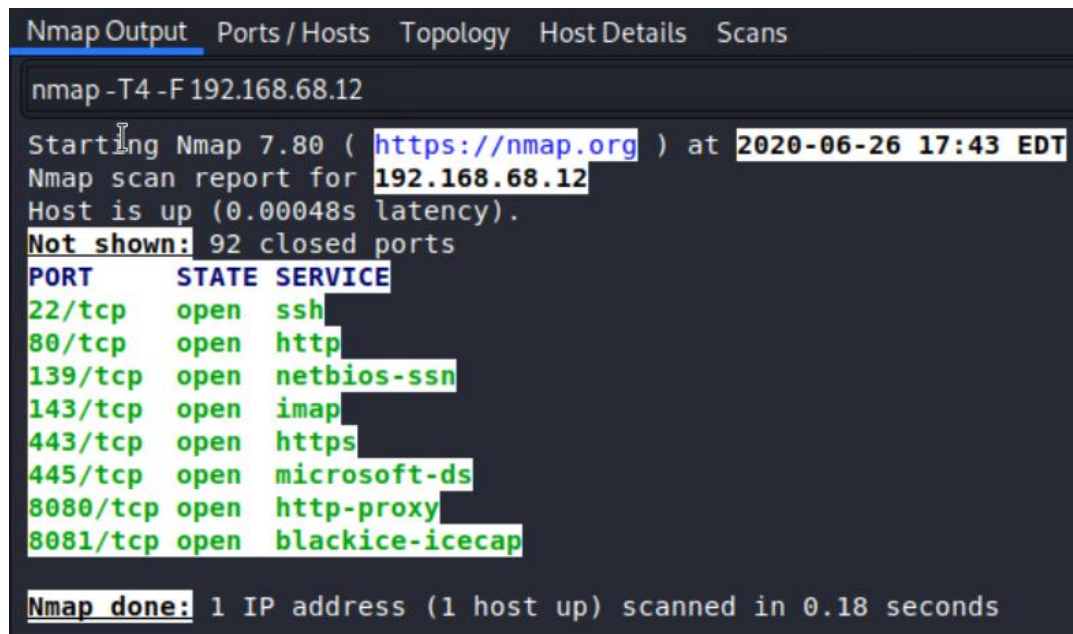 Nmap Output Ports / Hosts Topology Host Details Scans
nmap -T4 -F 192.168.68.12
Starting Nmap 7.80 ( https://nmap.org ) at 2020-06-26 17:43 EDT
Nmap scan report for 192.168.68.12
Host is up (0.00048s latency).
Not shown: 92 closed ports
PORT     STATE SERVICE
22/tcp   open  ssh
80/tcp   open  http
139/tcp  open  netbios-ssn
143/tcp  open  imap
443/tcp  open  https
445/tcp  open  microsoft-ds
8080/tcp open  http-proxy
8081/tcp open  blackice-icecap
Nmap done: 1 IP address (1 host up) scanned in 0.18 seconds